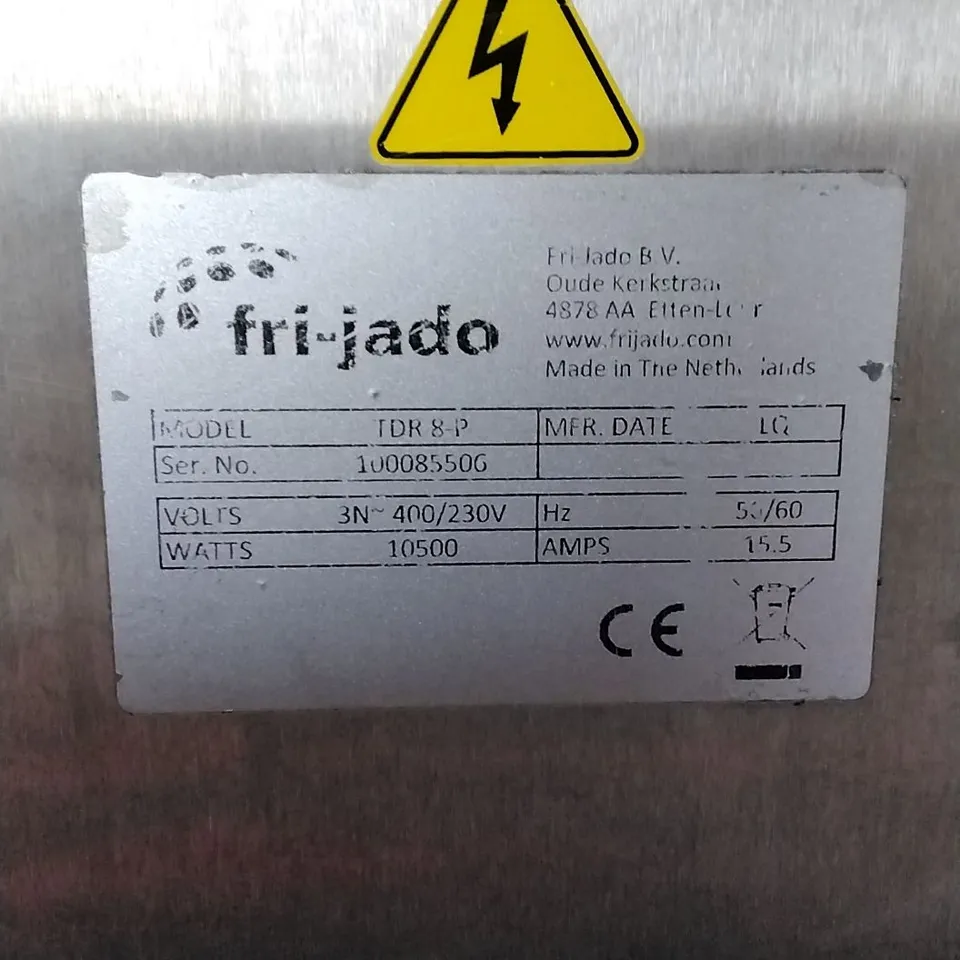 fri-jado
Fri-Jado B.V.
Oude Kerkstraat
4878 AA Etten-Leur
www.frijado.com
Made in The Netherlands
MODEL TDR 8-P MFR. DATE
Ser. No. 100085506
VOLTS 3N~ 400/230V Hz 50/60
WATTS 10500 AMPS 15.5
CE